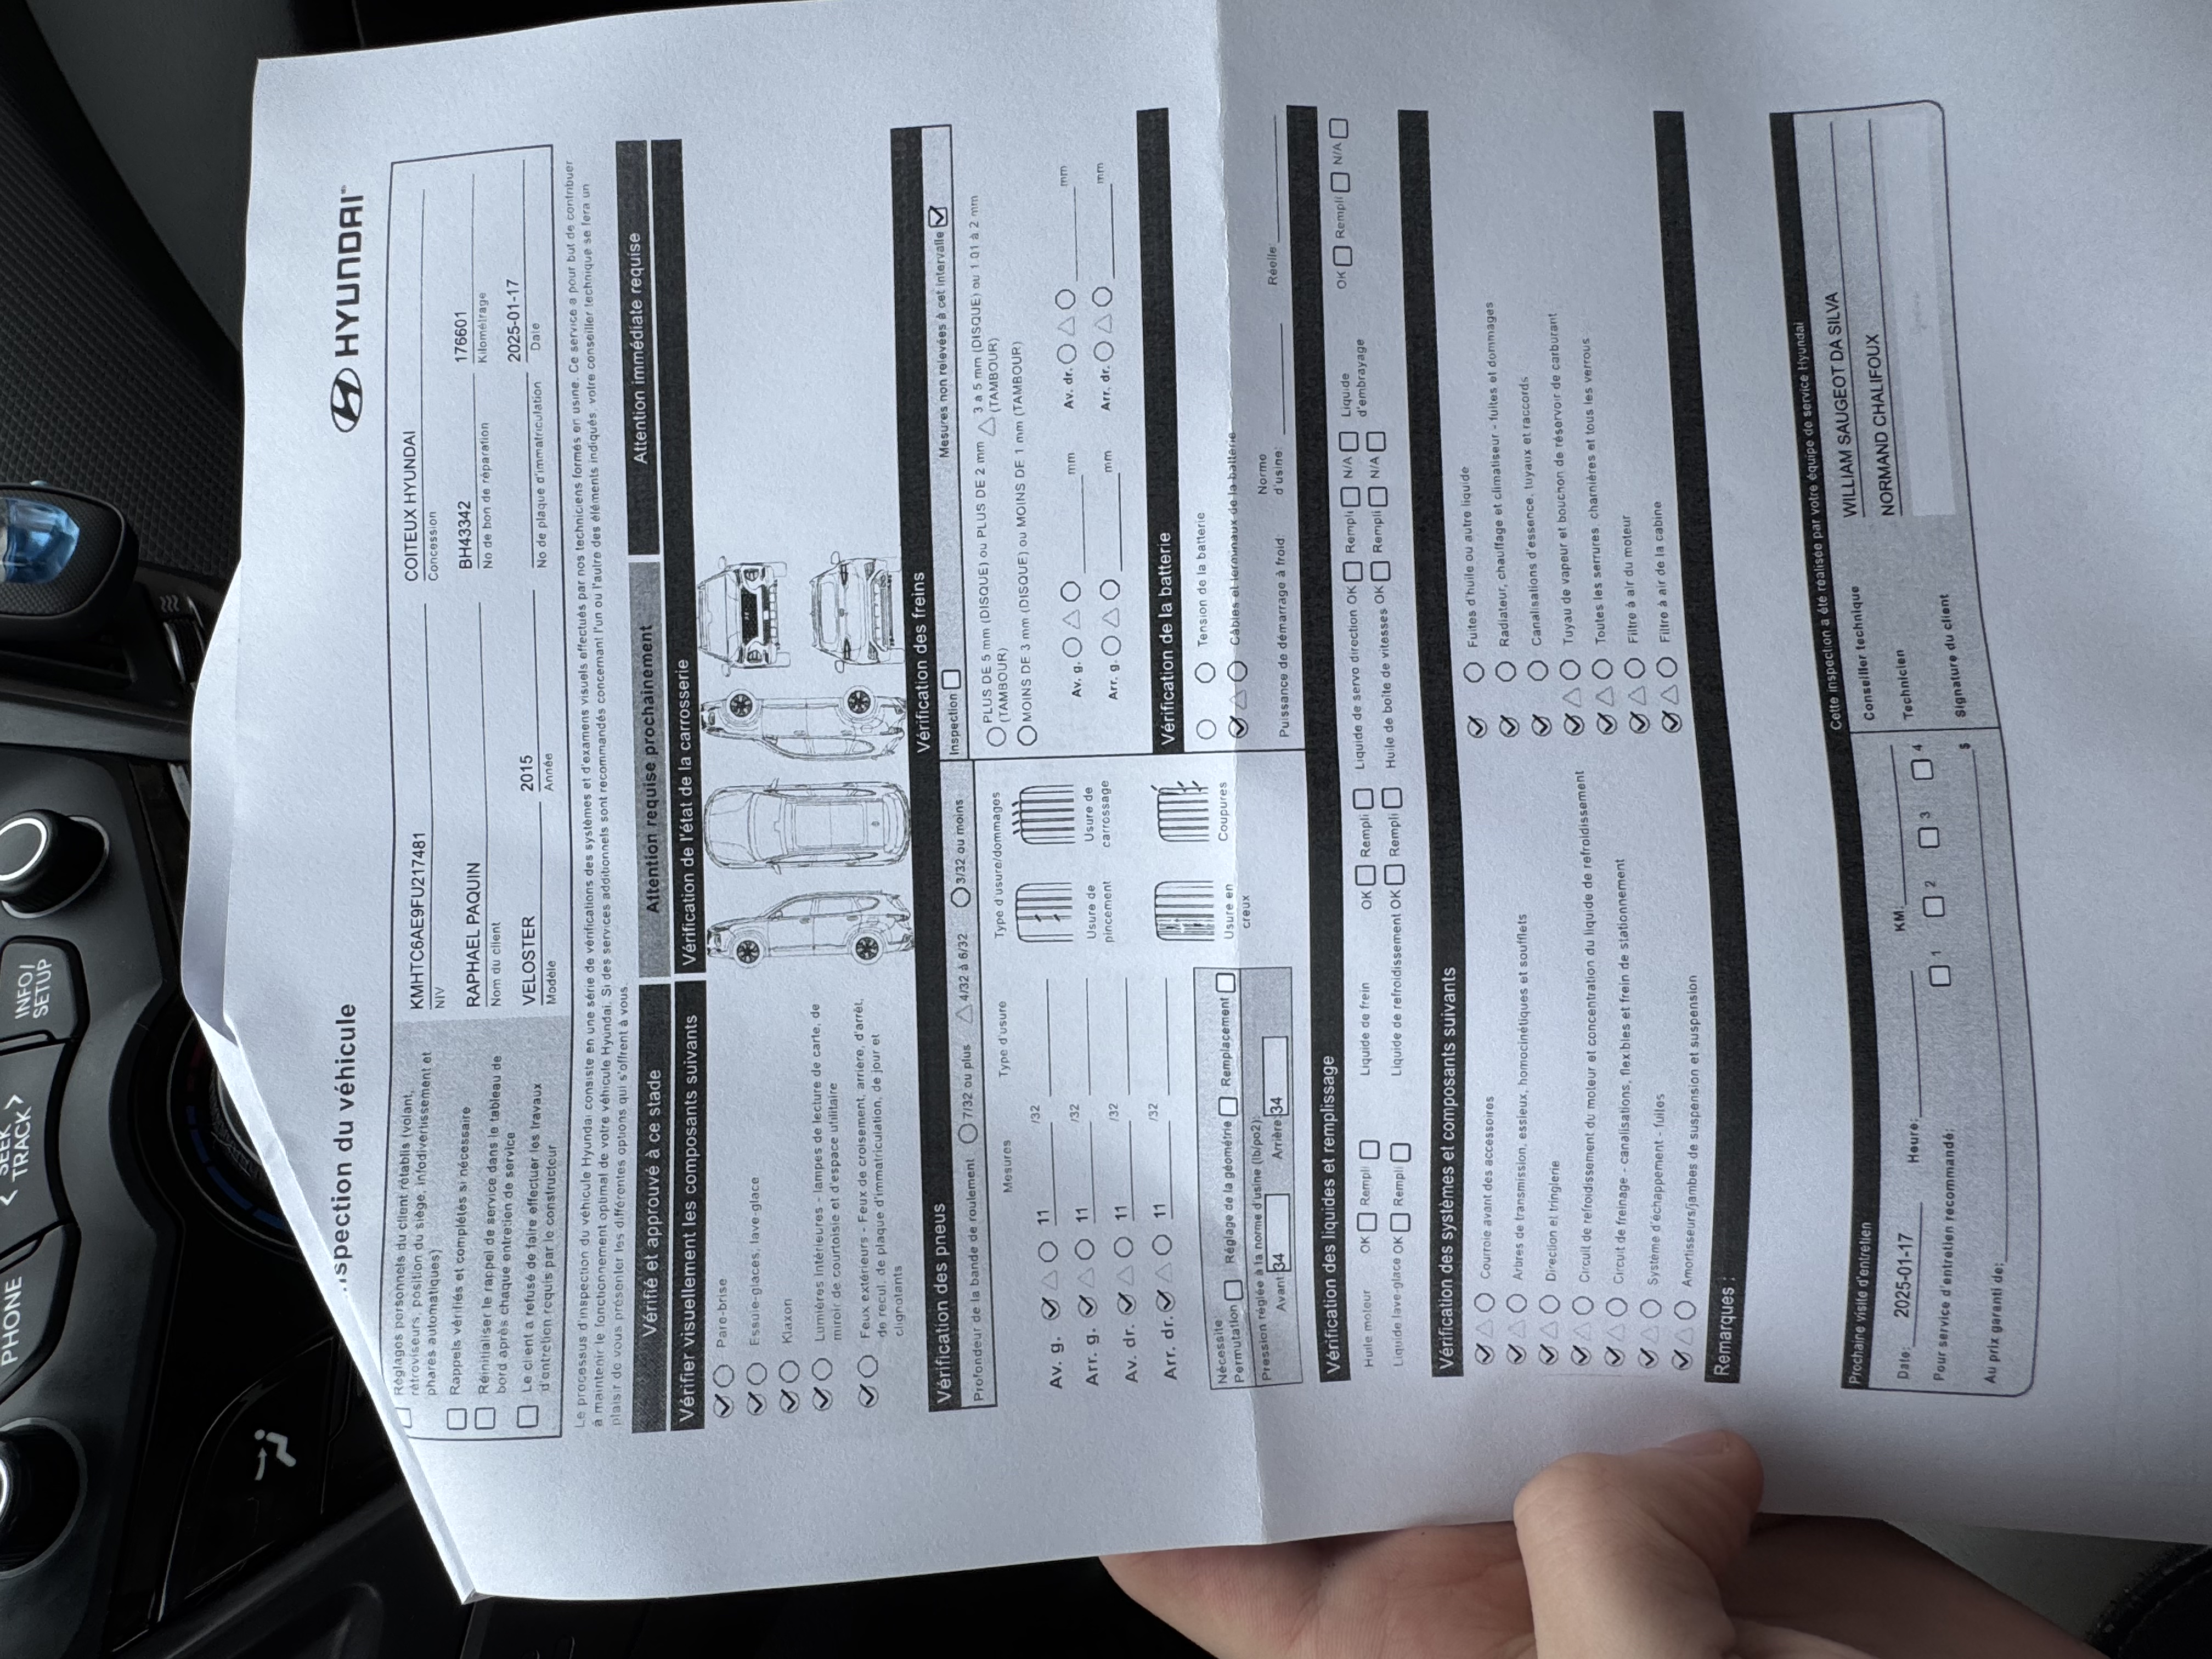 PHONE
SEEK
< TRACK >
INFO/
SETUP
nspection du véhicule
HYUNDAI
Réglages personnels du client rétablis (volant,
rétroviseurs, position du siège, infodivertissement et
phares automatiques)
Rappels vérifiés et complétés si nécessaire
Réinitialiser le rappel de service dans le tableau de
bord après chaque entretien de service
Le client a refusé de faire effectuer les travaux
d'entretien requis par le constructeur
KMHTC6AE9FU217481
NIV
COITEUX HYUNDAI
Concession
RAPHAEL PAQUIN
Nom du client
BH43342
No de bon de réparation
176601
Kilométrage
VELOSTER
Modèle
2015
Année
No de plaque d'immatriculation
2025-01-17
Date
Le processus d'inspection du véhicule Hyundai consiste en une série de vérifications des systèmes et d'examens visuels effectués par nos techniciens formés en usine. Ce service a pour but de contribuer
à maintenir le fonctionnement optimal de votre véhicule Hyundai. Si des services additionnels sont recommandés concernant l'un ou l'autre des éléments indiqués, votre conseiller technique se fera un
plaisir de vous présenter les différentes options qui s'offrent à vous.
Vérifié et approuvé à ce stade
Attention requise prochainement
Attention immédiate requise
Vérifier visuellement les composants suivants
Vérification de l'état de la carrosserie
Pare-brise
Essuie-glaces, lave-glace
Klaxon
Lumières intérieures - lampes de lecture de carte, de
miroir de courtoisie et d'espace utilitaire
Feux extérieurs - Feux de croisement, arrière, d'arrêt,
de recul, de plaque d'immatriculation, de jour et
clignotants
Vérification des pneus
Profondeur de la bande de roulement 7/32 ou plus 4/32 à 6/32 3/32 ou moins
Mesures Type d'usure Type d'usure/dommages
Av. g. 11 /32
Arr. g. 11 /32
Av. dr. 11 /32
Arr. dr. 11 /32
Usure de
pincement
Usure de
carrossage
Usure en
creux
Coupures
Nécessite
Permutation Réglage de la géométrie Remplacement
Pression réglée à la norme d'usine (lb/po2):
Avant 34 Arrière 34
Vérification des freins
Inspection Mesures non relevées à cet intervalle
PLUS DE 5 mm (DISQUE) ou PLUS DE 2 mm
(TAMBOUR)
3 à 5 mm (DISQUE) ou 1.01 à 2 mm
(TAMBOUR)
MOINS DE 3 mm (DISQUE) ou MOINS DE 1 mm (TAMBOUR)
Av. g. mm Av. dr. mm
Arr. g. mm Arr. dr. mm
Vérification de la batterie
Tension de la batterie
Câbles et terminaux de la batterie
Puissance de démarrage à froid: Norme
d'usine: Réelle:
Vérification des liquides et remplissage
Huile moteur OK Rempli Liquide de frein OK Rempli Liquide de servo direction OK Rempli N/A Liquide
d'embrayage OK Rempli N/A
Liquide lave-glace OK Rempli Liquide de refroidissement OK Rempli Huile de boîte de vitesses OK Rempli N/A
Vérification des systèmes et composants suivants
Courroie avant des accessoires
Arbres de transmission, essieux, homocinétiques et soufflets
Direction et tringlerie
Circuit de refroidissement du moteur et concentration du liquide de refroidissement
Circuit de freinage - canalisations, flexibles et frein de stationnement
Système d'échappement - fuites
Amortisseurs/jambes de suspension et suspension
Fuites d'huile ou autre liquide
Radiateur, chauffage et climatiseur - fuites et dommages
Canalisations d'essence, tuyaux et raccords
Tuyau de vapeur et bouchon de réservoir de carburant
Toutes les serrures, charnières et tous les verrous
Filtre à air du moteur
Filtre à air de la cabine
Remarques :
Prochaine visite d'entretien
Date: 2025-01-17 Heure: KM:
Pour service d'entretien recommandé: 1 2 3 4
Au prix garanti de: $
Cette inspection a été réalisée par votre équipe de service Hyundai
Conseiller technique WILLIAM SAUGEOT DA SILVA
Technicien NORMAND CHALIFOUX
Signature du client